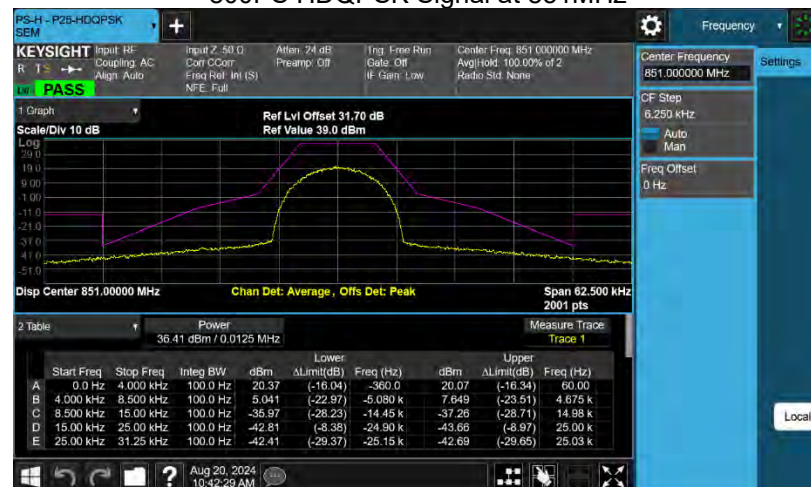 PS-H - P25-HDQPSK
SEM
Frequency
KEYSIGHT
R T S
PASS
Input: RF
Coupling: AC
Align: Auto
Input Z: 50 Ω
Corr CCorr
Freq Ref: Int (S)
NFE: Full
Atten: 24 dB
Preamp: Off
Trig: Free Run
Gate: Off
IF Gain: Low
Center Freq: 851.000000 MHz
Avg|Hold: 100.00% of 2
Radio Std: None
Center Frequency
851.000000 MHz
Settings
CF Step
6.250 kHz
Auto
Man
Freq Offset
0 Hz
1 Graph
Scale/Div 10 dB
Ref Lvl Offset 31.70 dB
Ref Value 39.0 dBm
Log
29.0
19.0
9.00
-1.00
-11.0
-21.0
-31.0
-41.0
-51.0
Disp Center 851.00000 MHz
Chan Det: Average, Offs Det: Peak
Span 62.500 kHz
2001 pts
2 Table
Power
36.41 dBm / 0.0125 MHz
Measure Trace
Trace 1
Lower Upper
Start Freq Stop Freq Integ BW dBm ΔLimit(dB) Freq (Hz) dBm ΔLimit(dB) Freq (Hz)
A 0.0 Hz 4.000 kHz 100.0 Hz 20.37 (-16.04) -360.0 20.07 (-16.34) 60.00
B 4.000 kHz 8.500 kHz 100.0 Hz 5.041 (-22.97) -5.080 k 7.649 (-23.51) 4.675 k
C 8.500 kHz 15.00 kHz 100.0 Hz -35.97 (-28.23) -14.45 k -37.26 (-28.71) 14.98 k
D 15.00 kHz 25.00 kHz 100.0 Hz -42.81 (-8.38) -24.90 k -43.66 (-8.97) 25.00 k
E 25.00 kHz 31.25 kHz 100.0 Hz -42.41 (-29.37) -25.15 k -42.69 (-29.65) 25.03 k
Local
?
Aug 20, 2024
10:42:29 AM